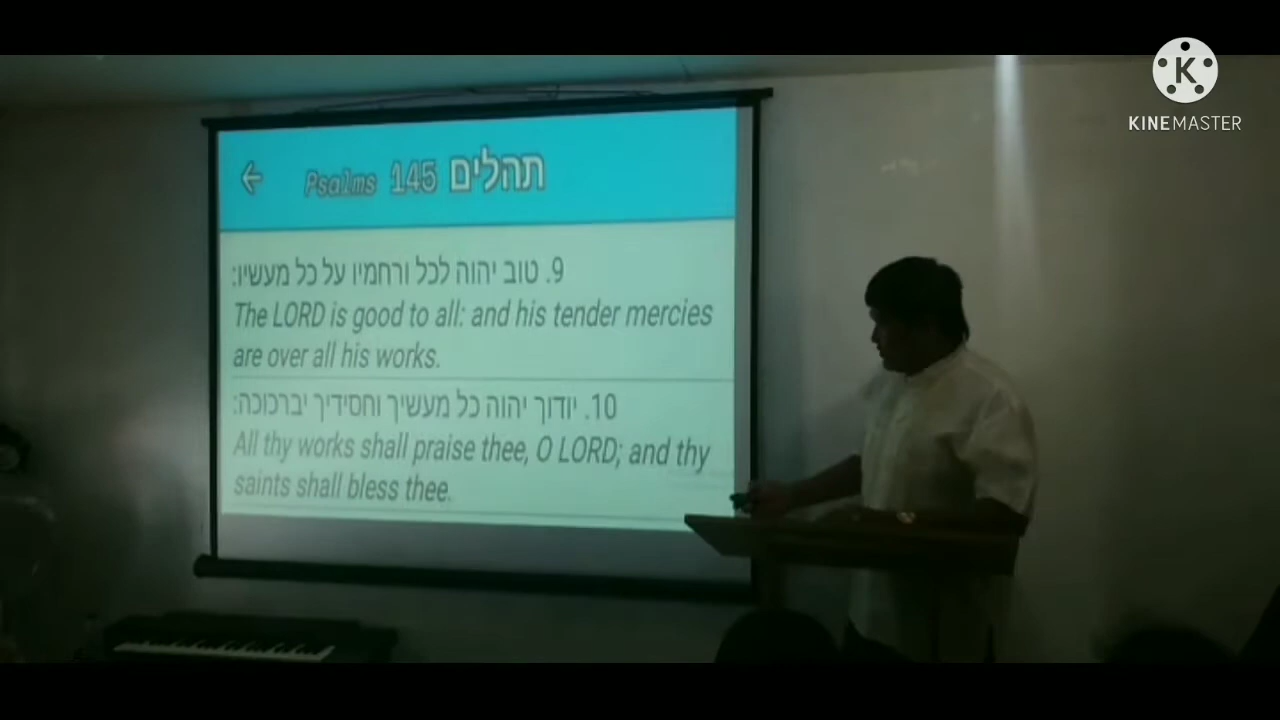 Psalms 145 תהלים
9. טוב יהוה לכל ורחמיו על כל מעשיו:
The LORD is good to all: and his tender mercies
are over all his works.
10. יודוך יהוה כל מעשיך וחסידיך יברכוכה:
All thy works shall praise thee, O LORD; and thy
saints shall bless thee.
K
KINEMASTER